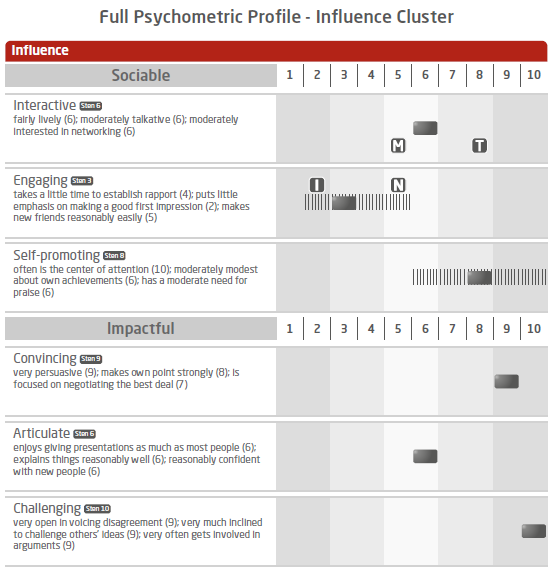 Full Psychometric Profile - Influence Cluster
Influence
Sociable 1 2 3 4 5 6 7 8 9 10
Interactive Sten 6
fairly lively (6); moderately talkative (6); moderately
interested in networking (6)
M T
Engaging Sten 3
I N
takes a little time to establish rapport (4); puts little
emphasis on making a good first impression (2); makes
new friends reasonably easily (5)
Self-promoting Sten 8
often is the center of attention (10); moderately modest
about own achievements (6); has a moderate need for
praise (6)
Impactful 1 2 3 4 5 6 7 8 9 10
Convincing Sten 9
very persuasive (9); makes own point strongly (8); is
focused on negotiating the best deal (7)
Articulate Sten 6
enjoys giving presentations as much as most people (6);
explains things reasonably well (6); reasonably confident
with new people (6)
Challenging Sten 10
very open in voicing disagreement (9); very much inclined
to challenge others' ideas (9); very often gets involved in
arguments (9)